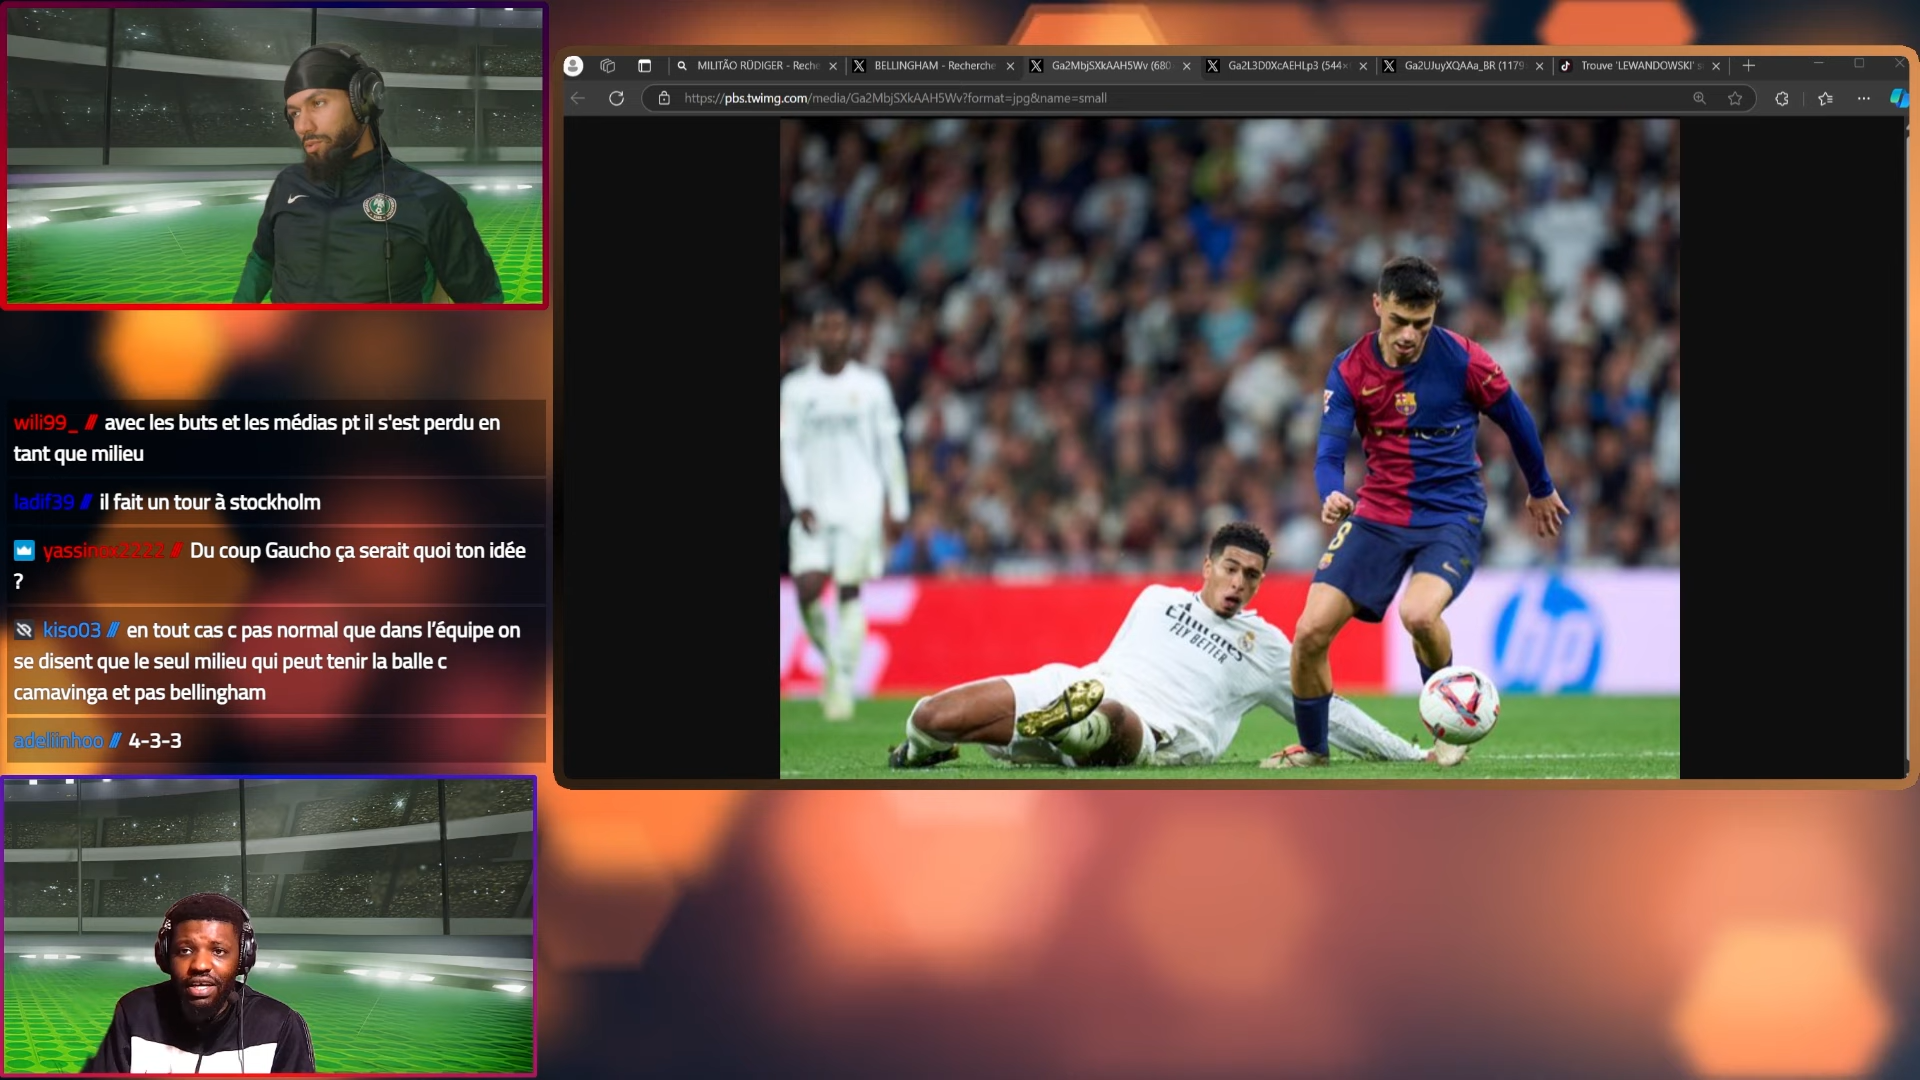 MILITÃO RÜDIGER - Reche
BELLINGHAM - Recherche
Ga2MbjSXkAAH5Wv (680
Ga2L3D0XcAEHLp3 (544×
Ga2UJuyXQAAa_BR (1179
Trouve 'LEWANDOWSKI' s
https://pbs.twimg.com/media/Ga2MbjSXkAAH5Wv?format=jpg&name=small
wili99_ // avec les buts et les médias pt il s'est perdu en
tant que milieu
ladif39 // il fait un tour à stockholm
yassinox2222 // Du coup Gaucho ça serait quoi ton idée
?
kiso03 // en tout cas c pas normal que dans l'équipe on
se disent que le seul milieu qui peut tenir la balle c
camavinga et pas bellingham
adeliinhoo // 4-3-3
Emirates
FLY BETTER
8
hp